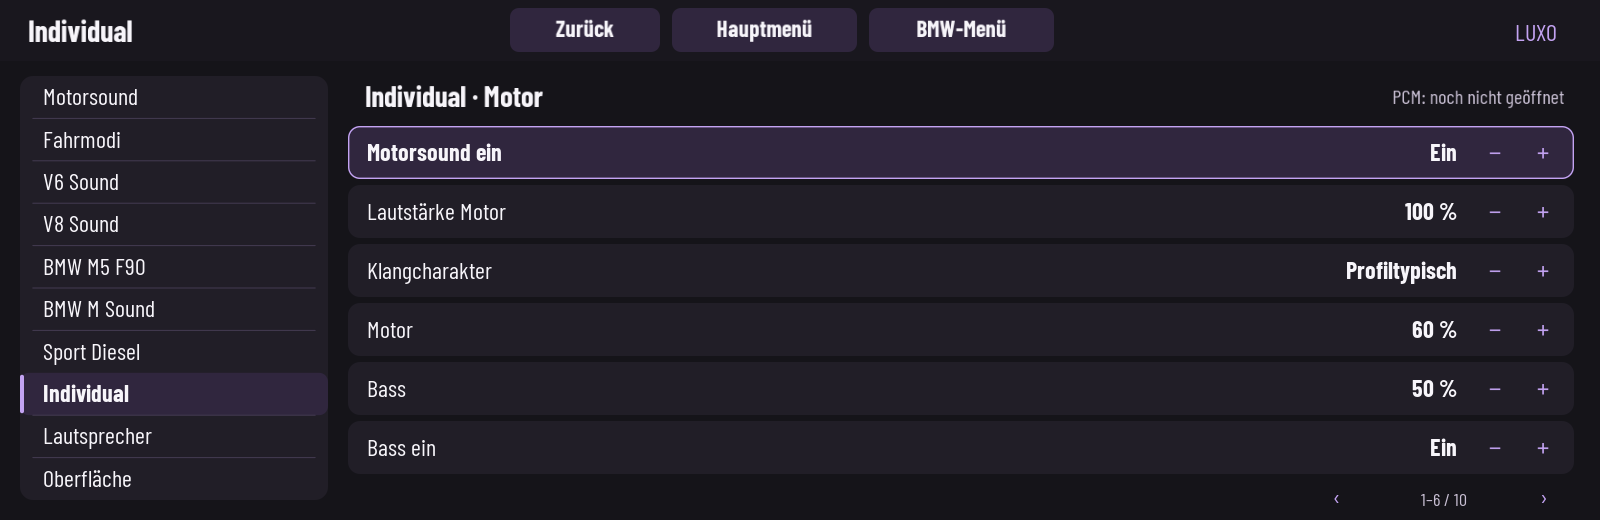 Individual
Zurück
Hauptmenü
BMW-Menü
LUXO
Motorsound
Fahrmodi
V6 Sound
V8 Sound
BMW M5 F90
BMW M Sound
Sport Diesel
Individual
Lautsprecher
Oberfläche
Individual · Motor
PCM: noch nicht geöffnet
Motorsound ein Ein − +
Lautstärke Motor 100 % − +
Klangcharakter Profiltypisch − +
Motor 60 % − +
Bass 50 % − +
Bass ein Ein − +
‹ 1–6 / 10 ›